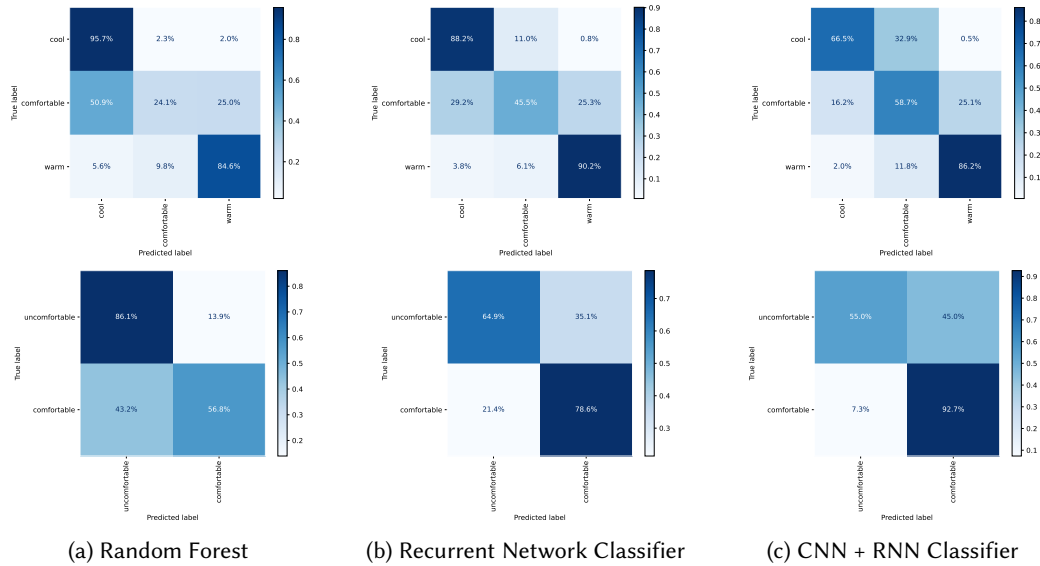 cool
comfortable
warm
True label
95.7% 2.3% 2.0%
50.9% 24.1% 25.0%
5.6% 9.8% 84.6%
cool
comfortable
warm
Predicted label
0.8
0.6
0.4
0.2
cool
comfortable
warm
True label
88.2% 11.0% 0.8%
29.2% 45.5% 25.3%
3.8% 6.1% 90.2%
cool
comfortable
warm
Predicted label
0.9
0.8
0.7
0.6
0.5
0.4
0.3
0.2
0.1
cool
comfortable
warm
True label
66.5% 32.9% 0.5%
16.2% 58.7% 25.1%
2.0% 11.8% 86.2%
cool
comfortable
warm
Predicted label
0.8
0.7
0.6
0.5
0.4
0.3
0.2
0.1
uncomfortable
comfortable
True label
86.1% 13.9%
43.2% 56.8%
uncomfortable
comfortable
Predicted label
0.8
0.7
0.6
0.5
0.4
0.3
0.2
uncomfortable
comfortable
True label
64.9% 35.1%
21.4% 78.6%
uncomfortable
comfortable
Predicted label
0.7
0.6
0.5
0.4
0.3
uncomfortable
comfortable
True label
55.0% 45.0%
7.3% 92.7%
uncomfortable
comfortable
Predicted label
0.9
0.8
0.7
0.6
0.5
0.4
0.3
0.2
0.1
(a) Random Forest
(b) Recurrent Network Classifier
(c) CNN + RNN Classifier